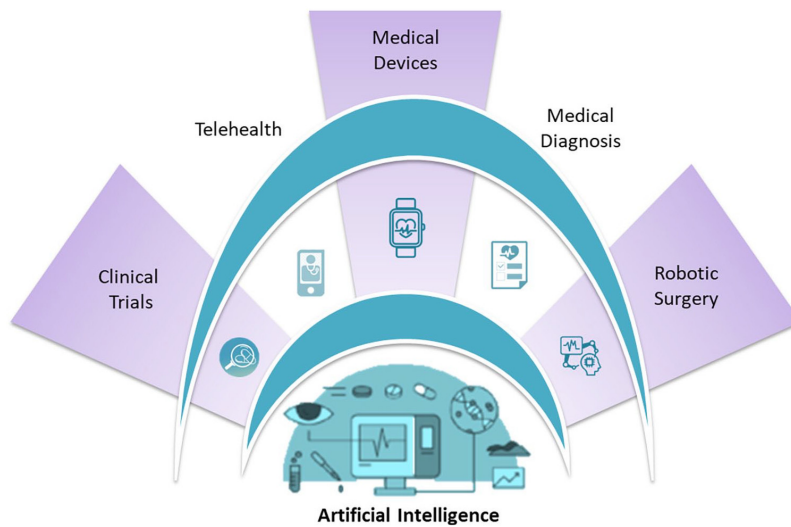 Medical
Devices
Telehealth
Medical
Diagnosis
Clinical
Trials
Robotic
Surgery
Artificial Intelligence